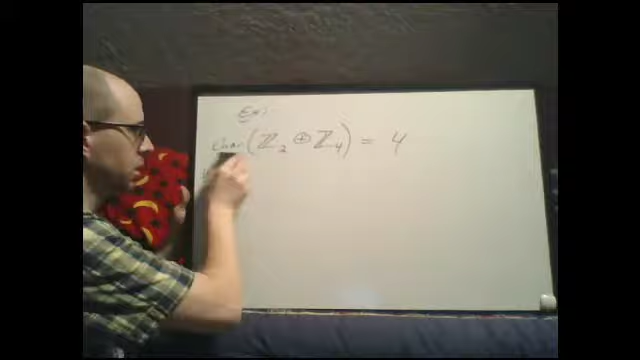 Ex:
Char(ℤ₂ ⊕ ℤ₄) = 4